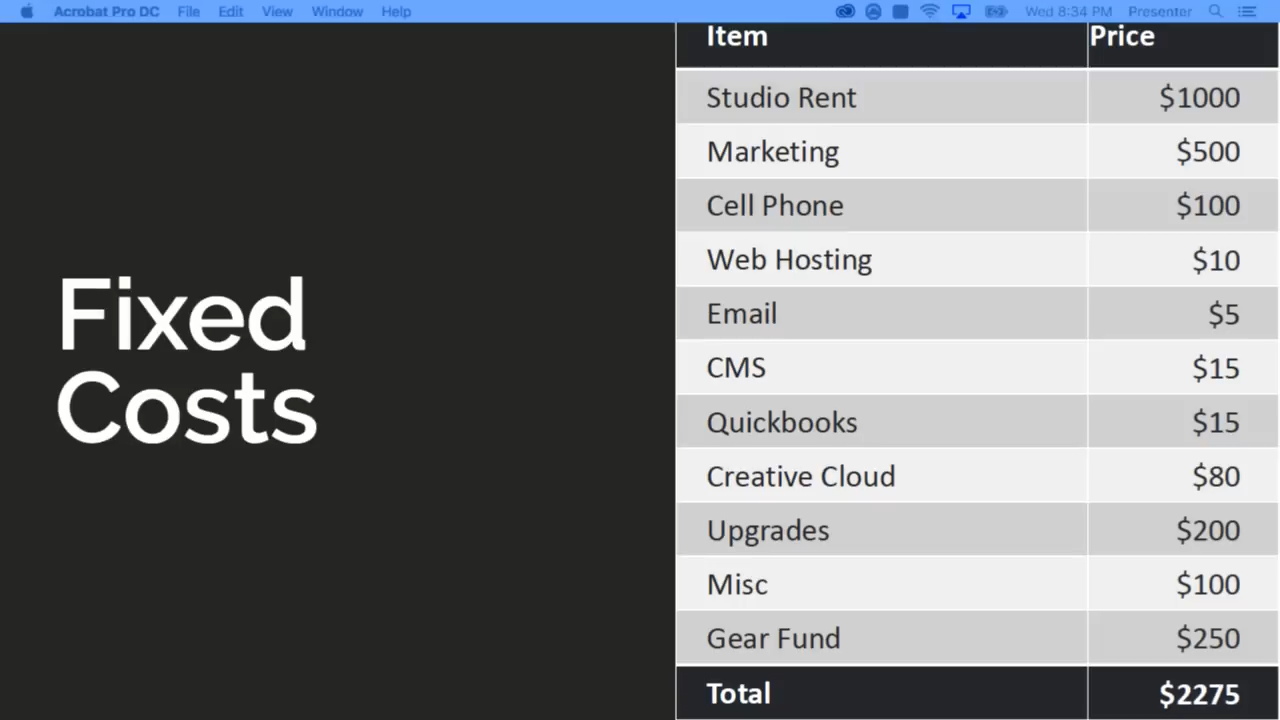 Acrobat Pro DC File Edit View Window Help Wed 8:34 PM Presenter
Fixed
Costs
Item Price
Studio Rent $1000
Marketing $500
Cell Phone $100
Web Hosting $10
Email $5
CMS $15
Quickbooks $15
Creative Cloud $80
Upgrades $200
Misc $100
Gear Fund $250
Total $2275